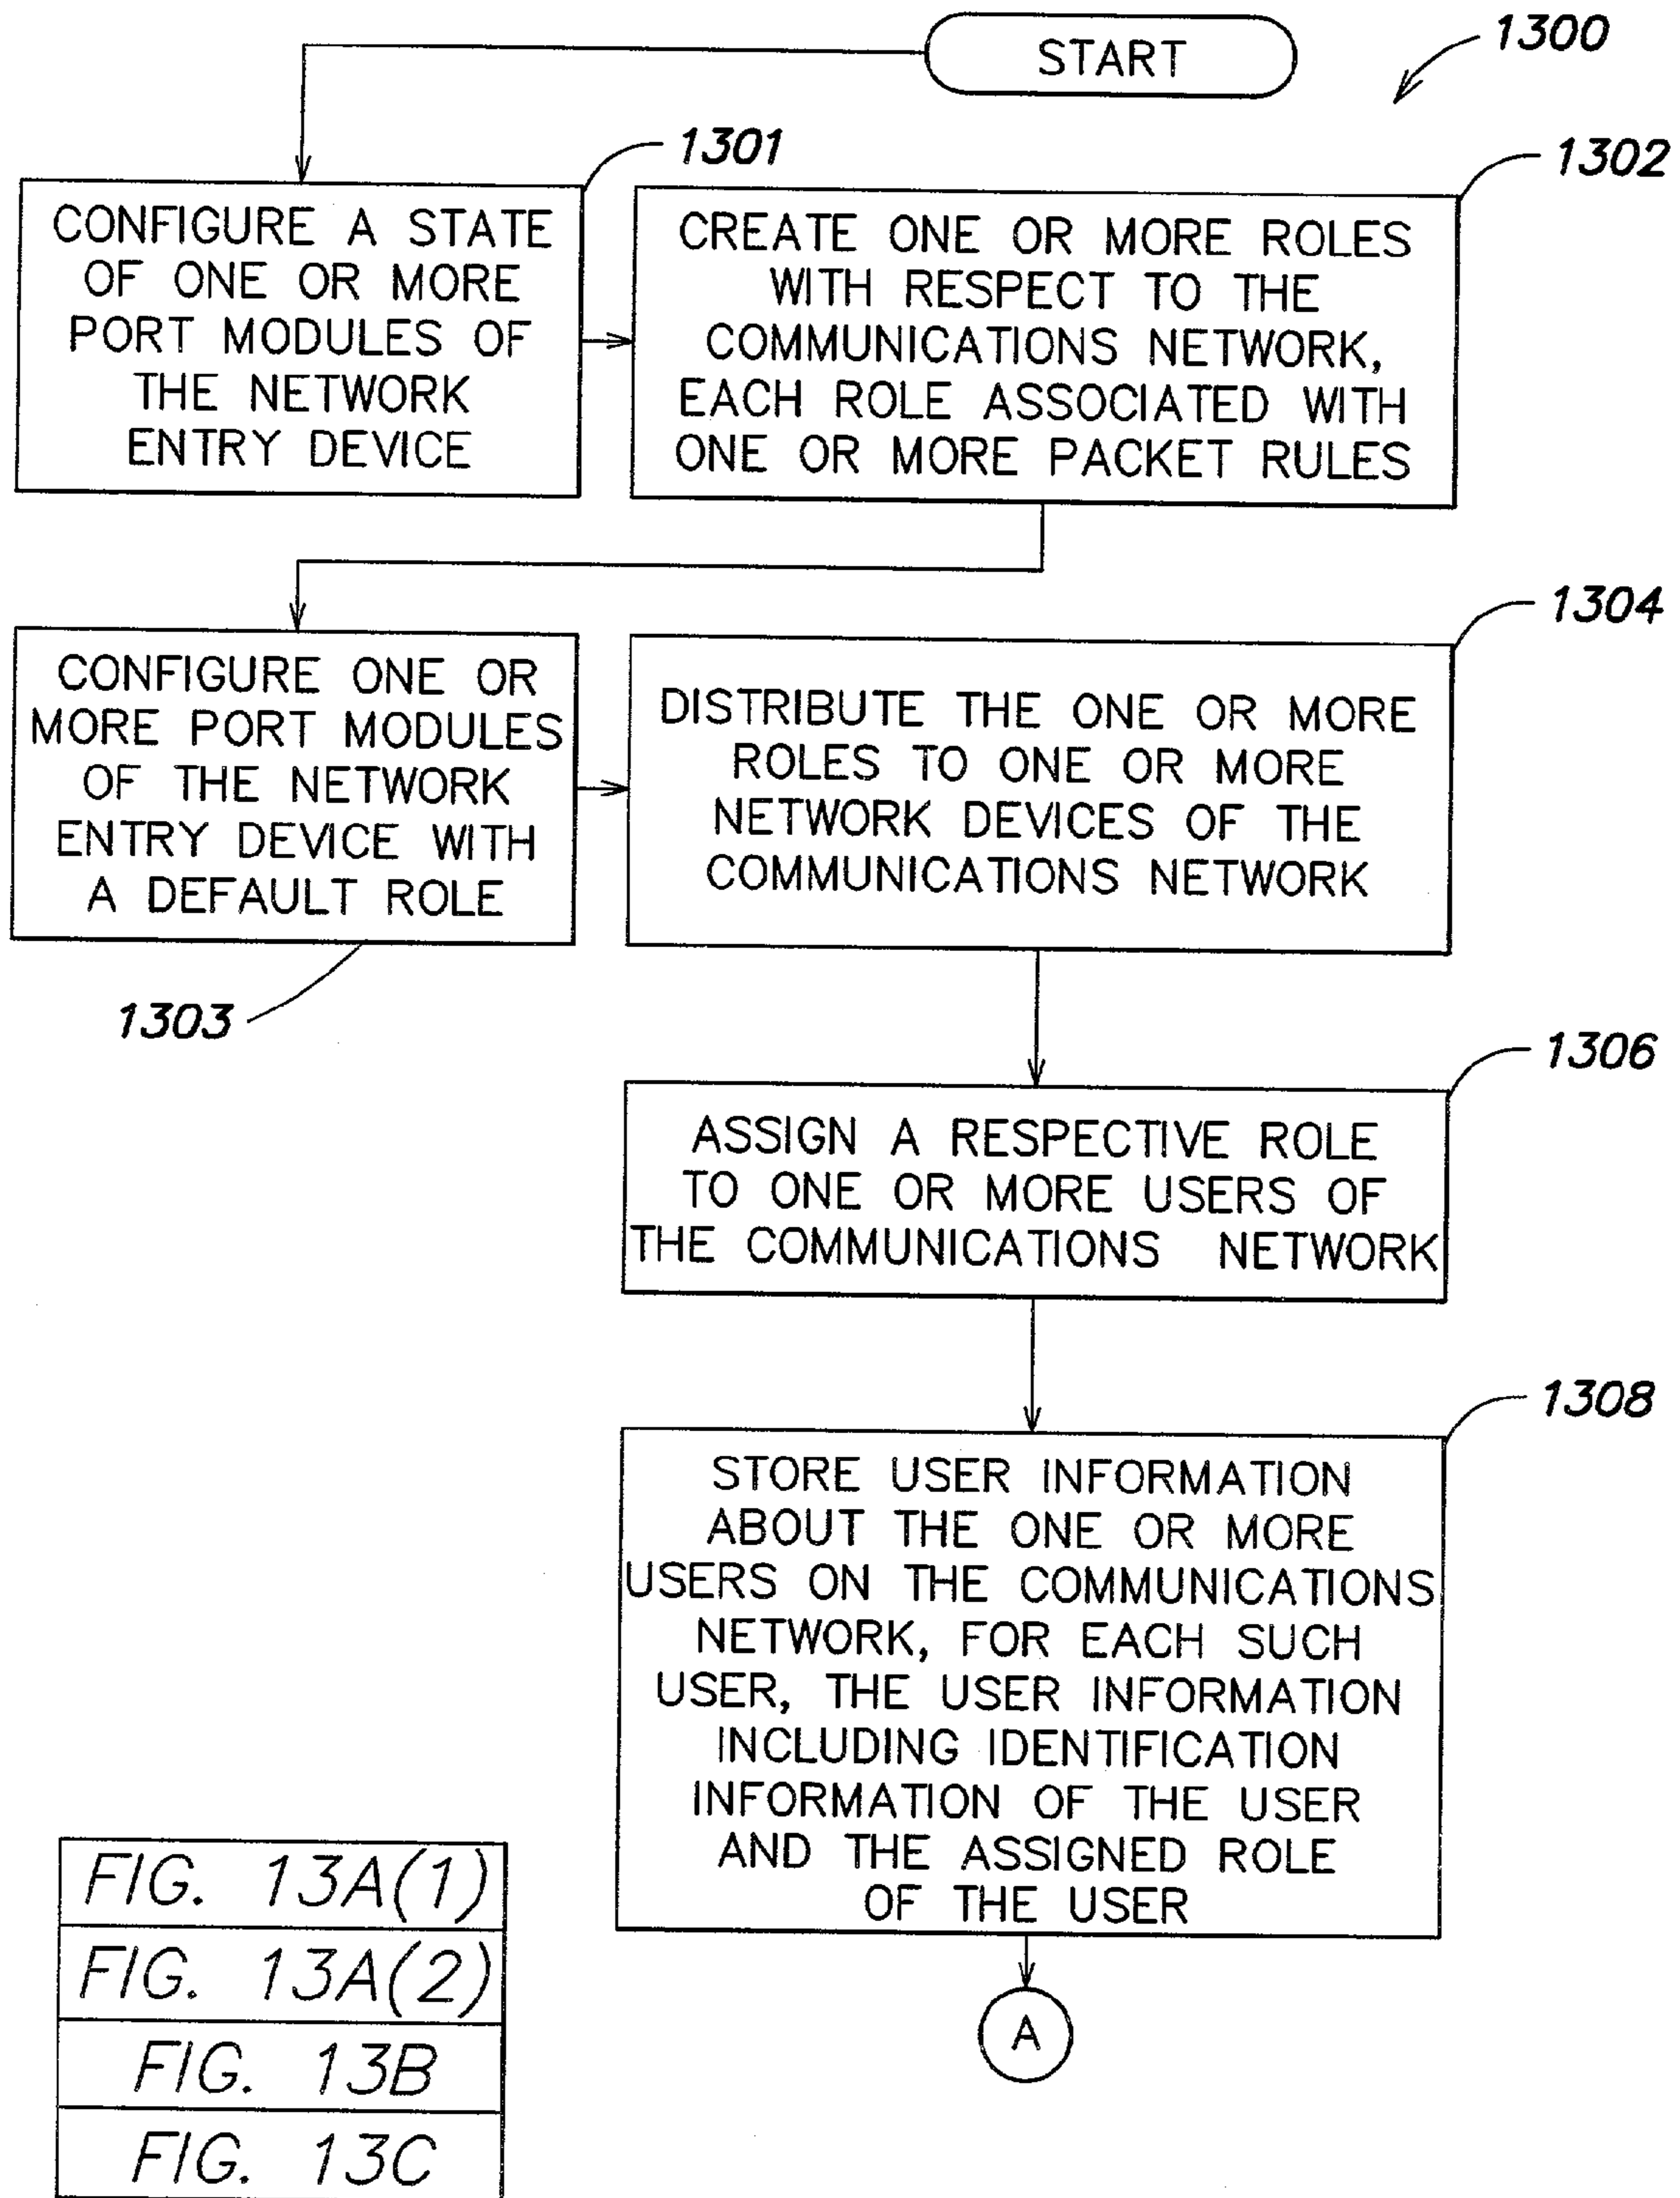 START
1300
1301
CONFIGURE A STATE
OF ONE OR MORE
PORT MODULES OF
THE NETWORK
ENTRY DEVICE
1302
CREATE ONE OR MORE ROLES
WITH RESPECT TO THE
COMMUNICATIONS NETWORK,
EACH ROLE ASSOCIATED WITH
ONE OR MORE PACKET RULES
CONFIGURE ONE OR
MORE PORT MODULES
OF THE NETWORK
ENTRY DEVICE WITH
A DEFAULT ROLE
1303
1304
DISTRIBUTE THE ONE OR MORE
ROLES TO ONE OR MORE
NETWORK DEVICES OF THE
COMMUNICATIONS NETWORK
1306
ASSIGN A RESPECTIVE ROLE
TO ONE OR MORE USERS OF
THE COMMUNICATIONS NETWORK
1308
STORE USER INFORMATION
ABOUT THE ONE OR MORE
USERS ON THE COMMUNICATIONS
NETWORK, FOR EACH SUCH
USER, THE USER INFORMATION
INCLUDING IDENTIFICATION
INFORMATION OF THE USER
AND THE ASSIGNED ROLE
OF THE USER
A
FIG. 13A(1)
FIG. 13A(2)
FIG. 13B
FIG. 13C